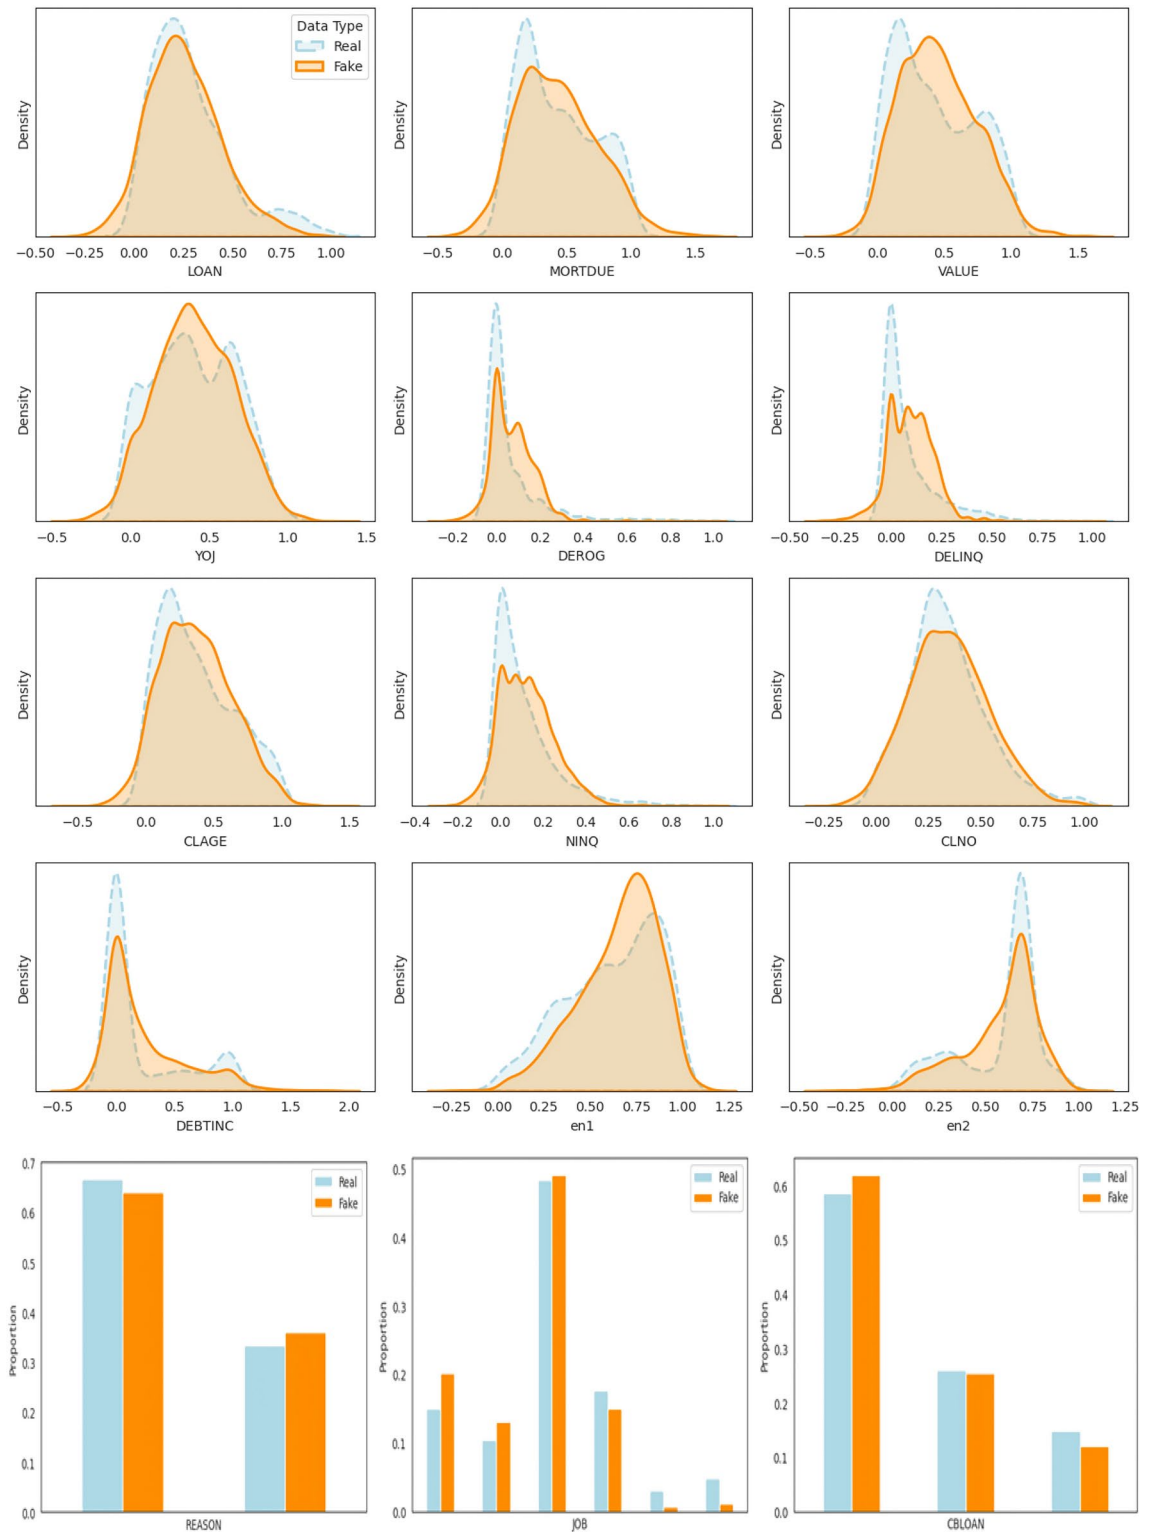 Data Type
Real
Fake
Density
−0.50 −0.25 0.00 0.25 0.50 0.75 1.00
LOAN
Density
−0.5 0.0 0.5 1.0 1.5
MORTDUE
Density
−0.5 0.0 0.5 1.0 1.5
VALUE
Density
−0.5 0.0 0.5 1.0 1.5
YOJ
Density
−0.2 0.0 0.2 0.4 0.6 0.8 1.0
DEROG
Density
−0.50 −0.25 0.00 0.25 0.50 0.75 1.00
DELINQ
Density
−0.5 0.0 0.5 1.0 1.5
CLAGE
Density
−0.4 −0.2 0.0 0.2 0.4 0.6 0.8 1.0
NINQ
Density
−0.25 0.00 0.25 0.50 0.75 1.00
CLNO
Density
−0.5 0.0 0.5 1.0 1.5 2.0
DEBTINC
Density
−0.25 0.00 0.25 0.50 0.75 1.00 1.25
en1
Density
−0.50 −0.25 0.00 0.25 0.50 0.75 1.00 1.25
en2
0.7
0.6
0.5
0.4
0.3
0.2
0.1
0.0
Proportion
Real
Fake
REASON
0.5
0.4
0.3
0.2
0.1
0.0
Proportion
Real
Fake
JOB
0.6
0.5
0.4
0.3
0.2
0.1
0.0
Proportion
Real
Fake
CBLOAN